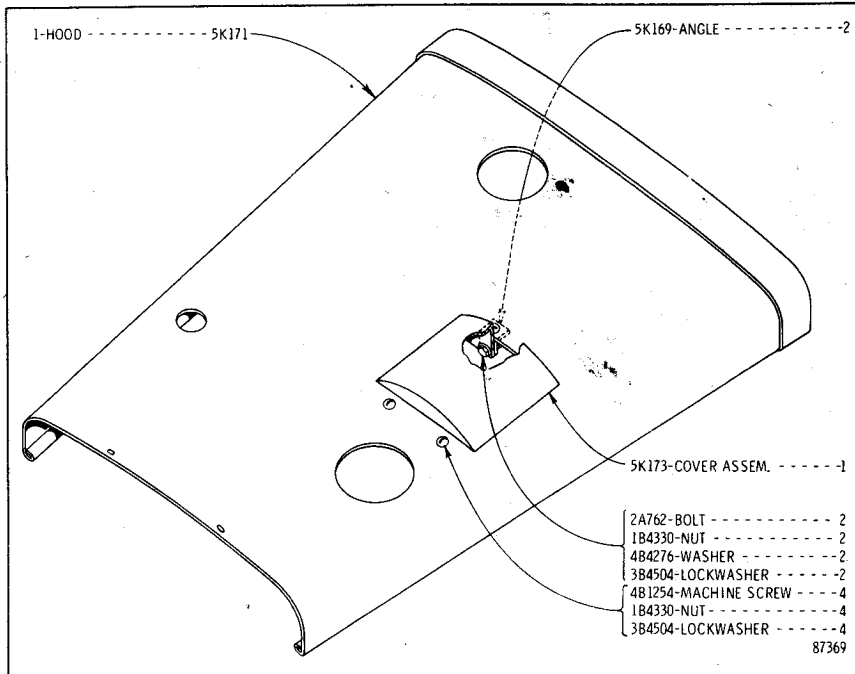 1-HOOD - - - - - - - - - - 5K171
5K169-ANGLE - - - - - - - - - -2
5K173-COVER ASSEM. - - - - - -1
2A762-BOLT - - - - - - - - - - - 2
1B4330-NUT - - - - - - - - - - - 2
4B4276-WASHER - - - - - - - -2
3B4504-LOCKWASHER - - - - -2
4B1254-MACHINE SCREW - - - -4
1B4330-NUT- - - - - - - - - - - -4
3B4504-LOCKWASHER - - - - - -4
87369